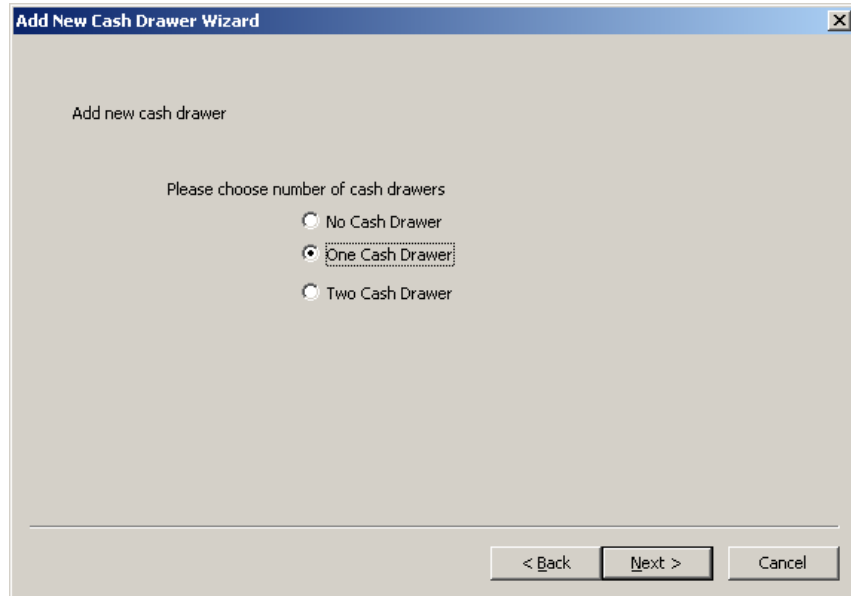 Add New Cash Drawer Wizard
Add new cash drawer
Please choose number of cash drawers
No Cash Drawer
One Cash Drawer
Two Cash Drawer
< Back Next > Cancel